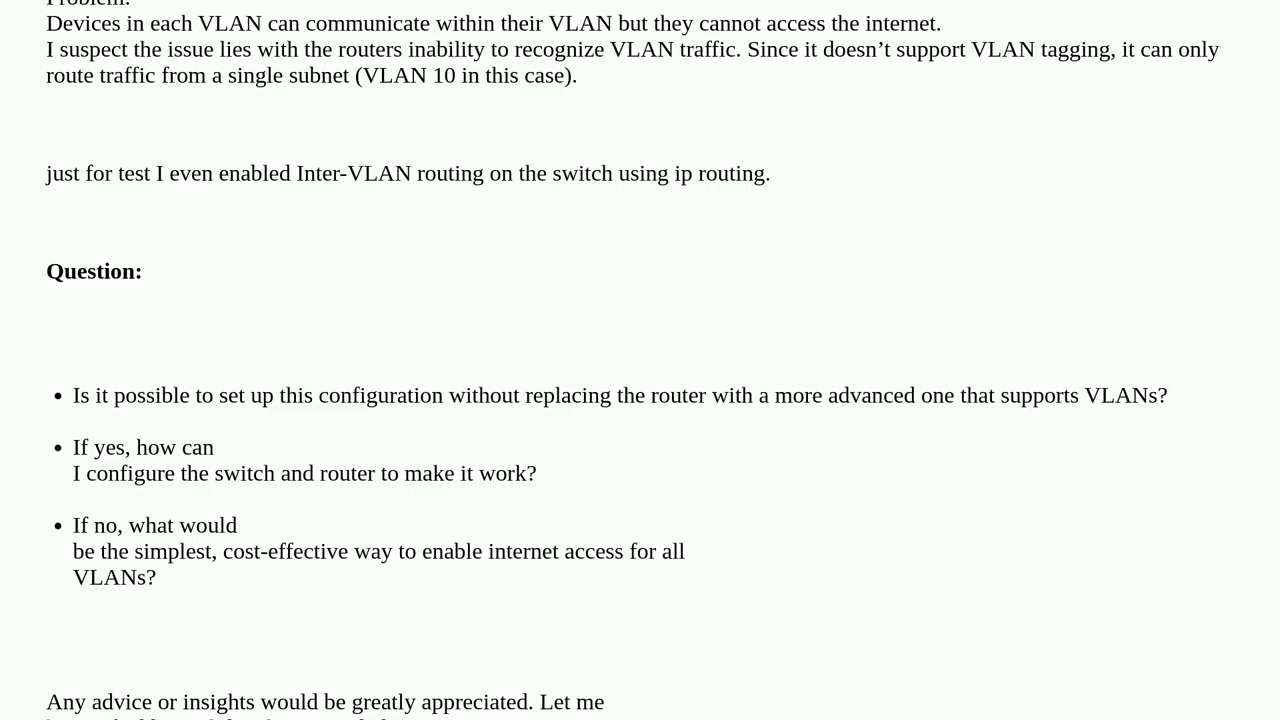 Problem:
Devices in each VLAN can communicate within their VLAN but they cannot access the internet.
I suspect the issue lies with the routers inability to recognize VLAN traffic. Since it doesn’t support VLAN tagging, it can only
route traffic from a single subnet (VLAN 10 in this case).
just for test I even enabled Inter-VLAN routing on the switch using ip routing.
Question:
• Is it possible to set up this configuration without replacing the router with a more advanced one that supports VLANs?
• If yes, how can
I configure the switch and router to make it work?
• If no, what would
be the simplest, cost-effective way to enable internet access for all
VLANs?
Any advice or insights would be greatly appreciated. Let me